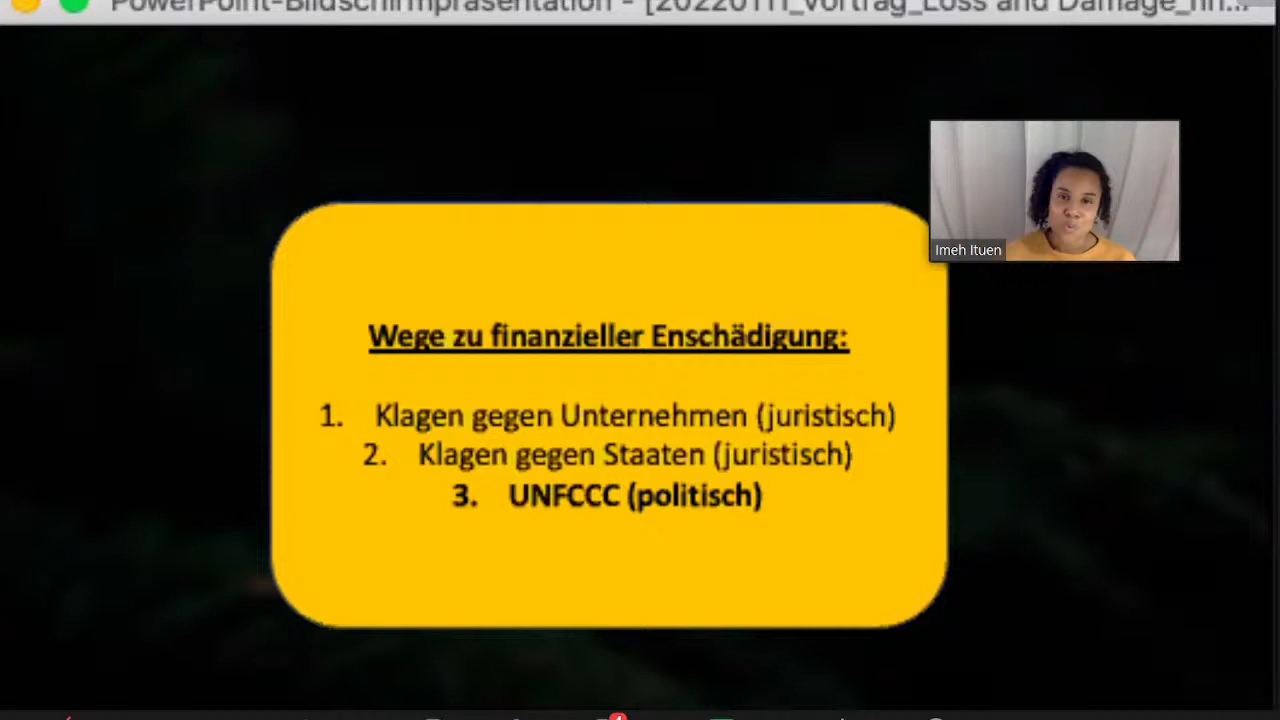 PowerPoint-Bildschirmpräsentation - [20220111_Vortrag_Loss and Damage_fin...
Imeh Ituen
Wege zu finanzieller Enschädigung:
1. Klagen gegen Unternehmen (juristisch)
2. Klagen gegen Staaten (juristisch)
3. UNFCCC (politisch)